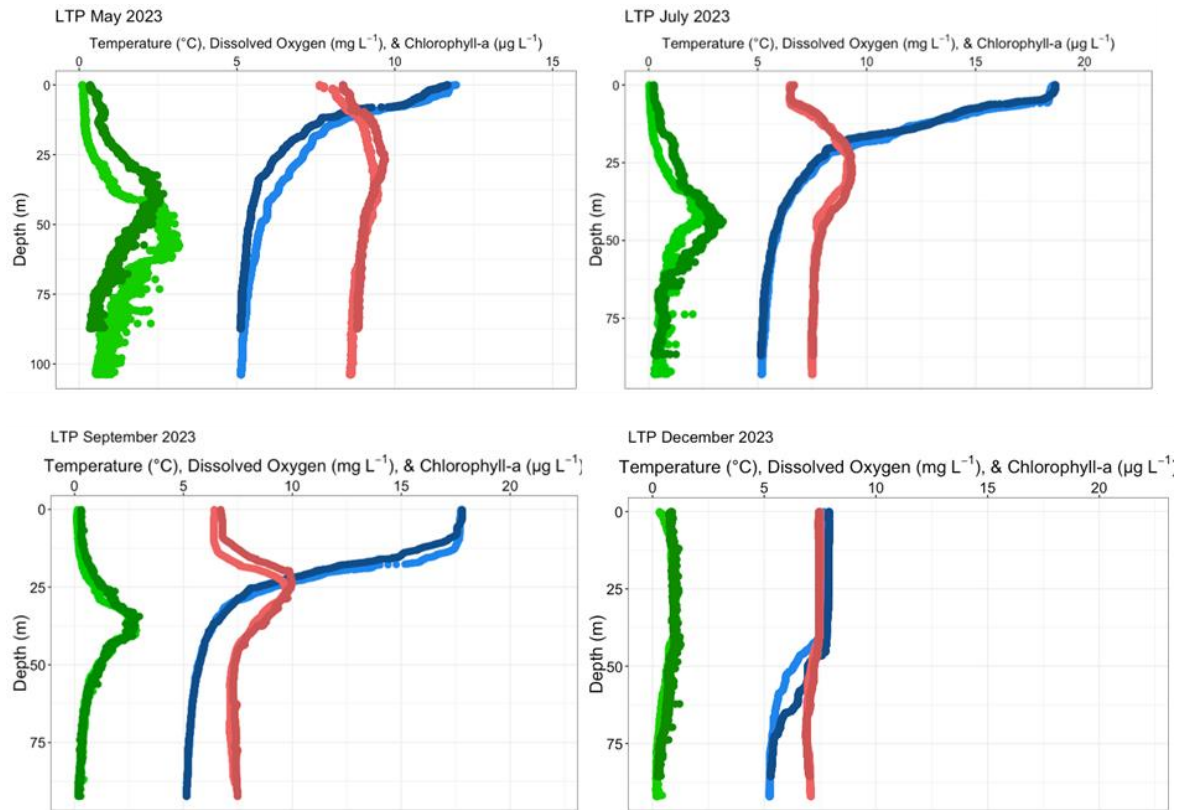 LTP May 2023
Temperature (°C), Dissolved Oxygen (mg L⁻¹), & Chlorophyll-a (µg L⁻¹)
0 5 10 15
0
25
50
75
100
Depth (m)
LTP July 2023
Temperature (°C), Dissolved Oxygen (mg L⁻¹), & Chlorophyll-a (µg L⁻¹)
0 5 10 15 20
0
25
50
75
Depth (m)
LTP September 2023
Temperature (°C), Dissolved Oxygen (mg L⁻¹), & Chlorophyll-a (µg L⁻¹)
0 5 10 15 20
0
25
50
75
Depth (m)
LTP December 2023
Temperature (°C), Dissolved Oxygen (mg L⁻¹), & Chlorophyll-a (µg L⁻¹)
0 5 10 15 20
0
25
50
75
Depth (m)